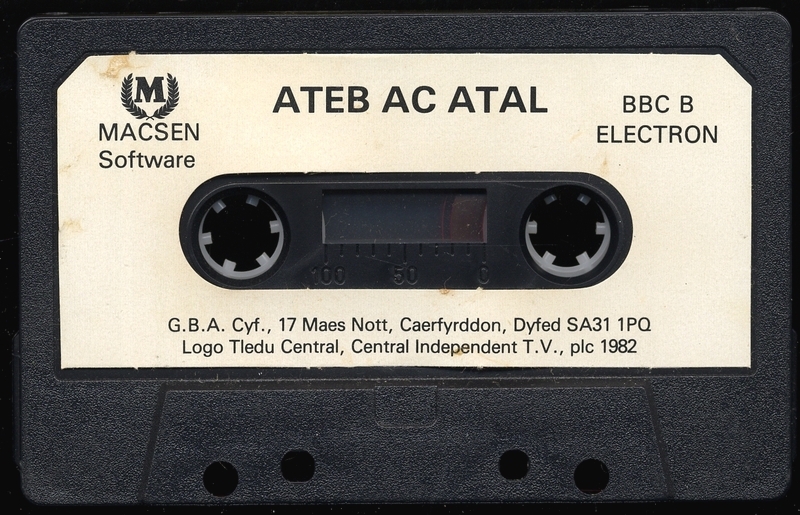 M
MACSEN
Software
ATEB AC ATAL
BBC B
ELECTRON
100 50 0
G.B.A. Cyf., 17 Maes Nott, Caerfyrddon, Dyfed SA31 1PQ
Logo Tledu Central, Central Independent T.V., plc 1982